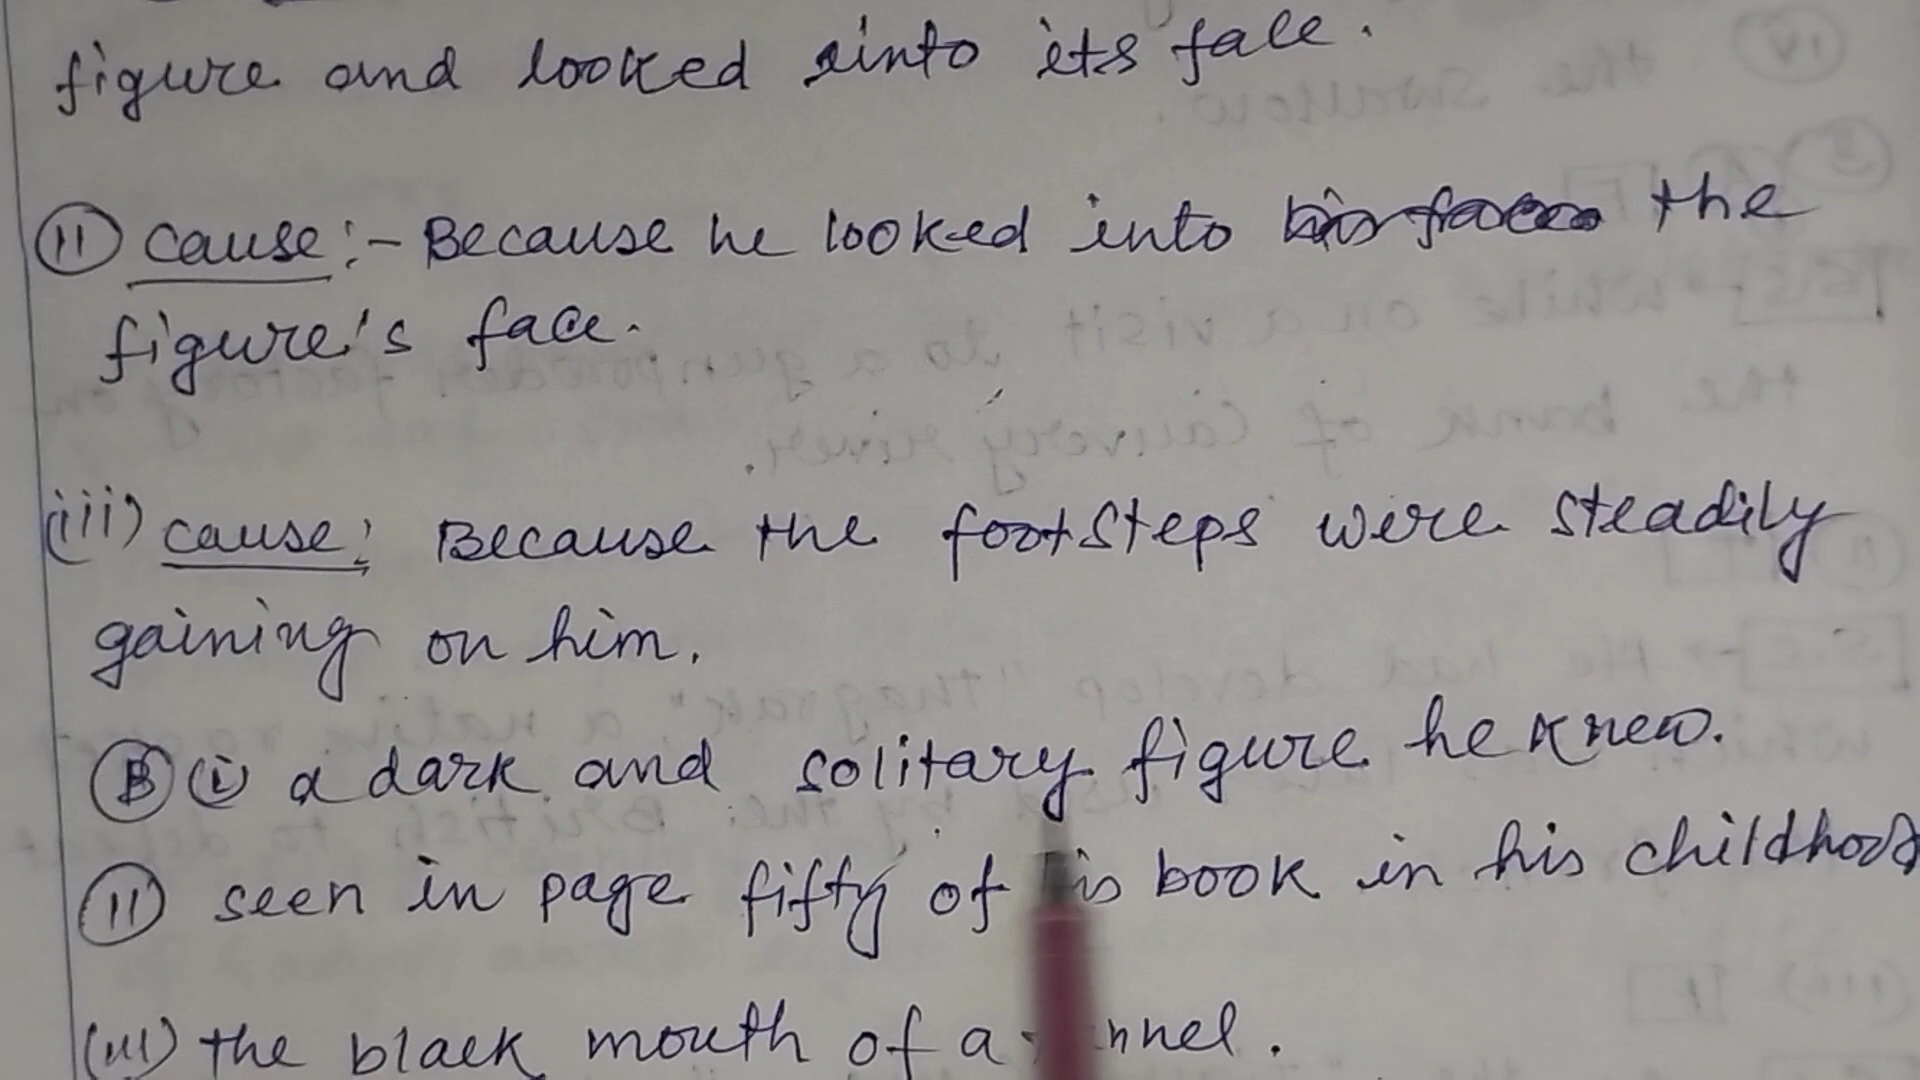 figure and looked into its face.
(ii) cause:- Because he looked into the
figure's face.
(iii) cause: Because the footsteps were steadily
gaining on him.
(B) (i) a dark and solitary figure he knew.
(ii) seen in page fifty of book in his childhood
(iii) the black mouth of a